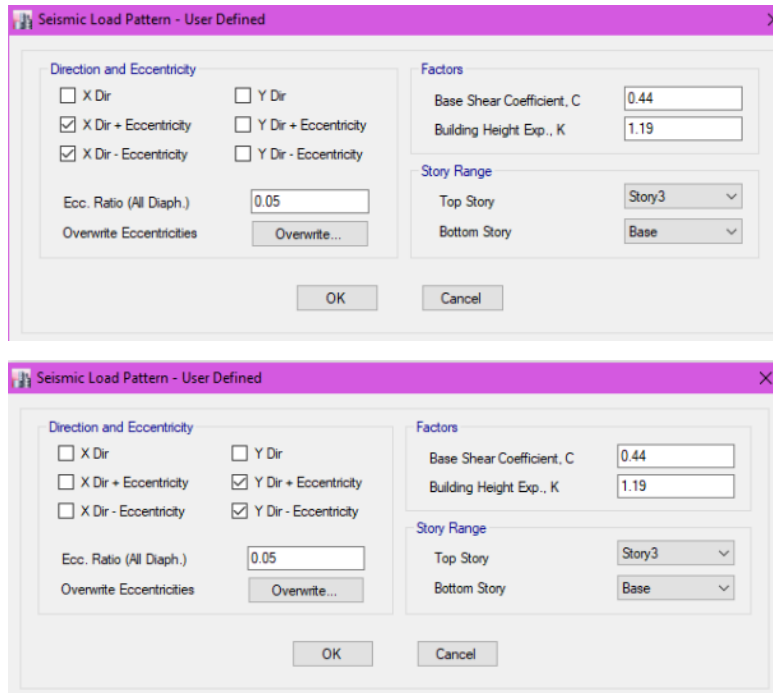 Seismic Load Pattern - User Defined
Direction and Eccentricity
X Dir Y Dir
X Dir + Eccentricity Y Dir + Eccentricity
X Dir - Eccentricity Y Dir - Eccentricity
Ecc. Ratio (All Diaph.) 0.05
Overwrite Eccentricities Overwrite...
Factors
Base Shear Coefficient, C 0.44
Building Height Exp., K 1.19
Story Range
Top Story Story3
Bottom Story Base
OK Cancel
Seismic Load Pattern - User Defined
Direction and Eccentricity
X Dir Y Dir
X Dir + Eccentricity Y Dir + Eccentricity
X Dir - Eccentricity Y Dir - Eccentricity
Ecc. Ratio (All Diaph.) 0.05
Overwrite Eccentricities Overwrite...
Factors
Base Shear Coefficient, C 0.44
Building Height Exp., K 1.19
Story Range
Top Story Story3
Bottom Story Base
OK Cancel